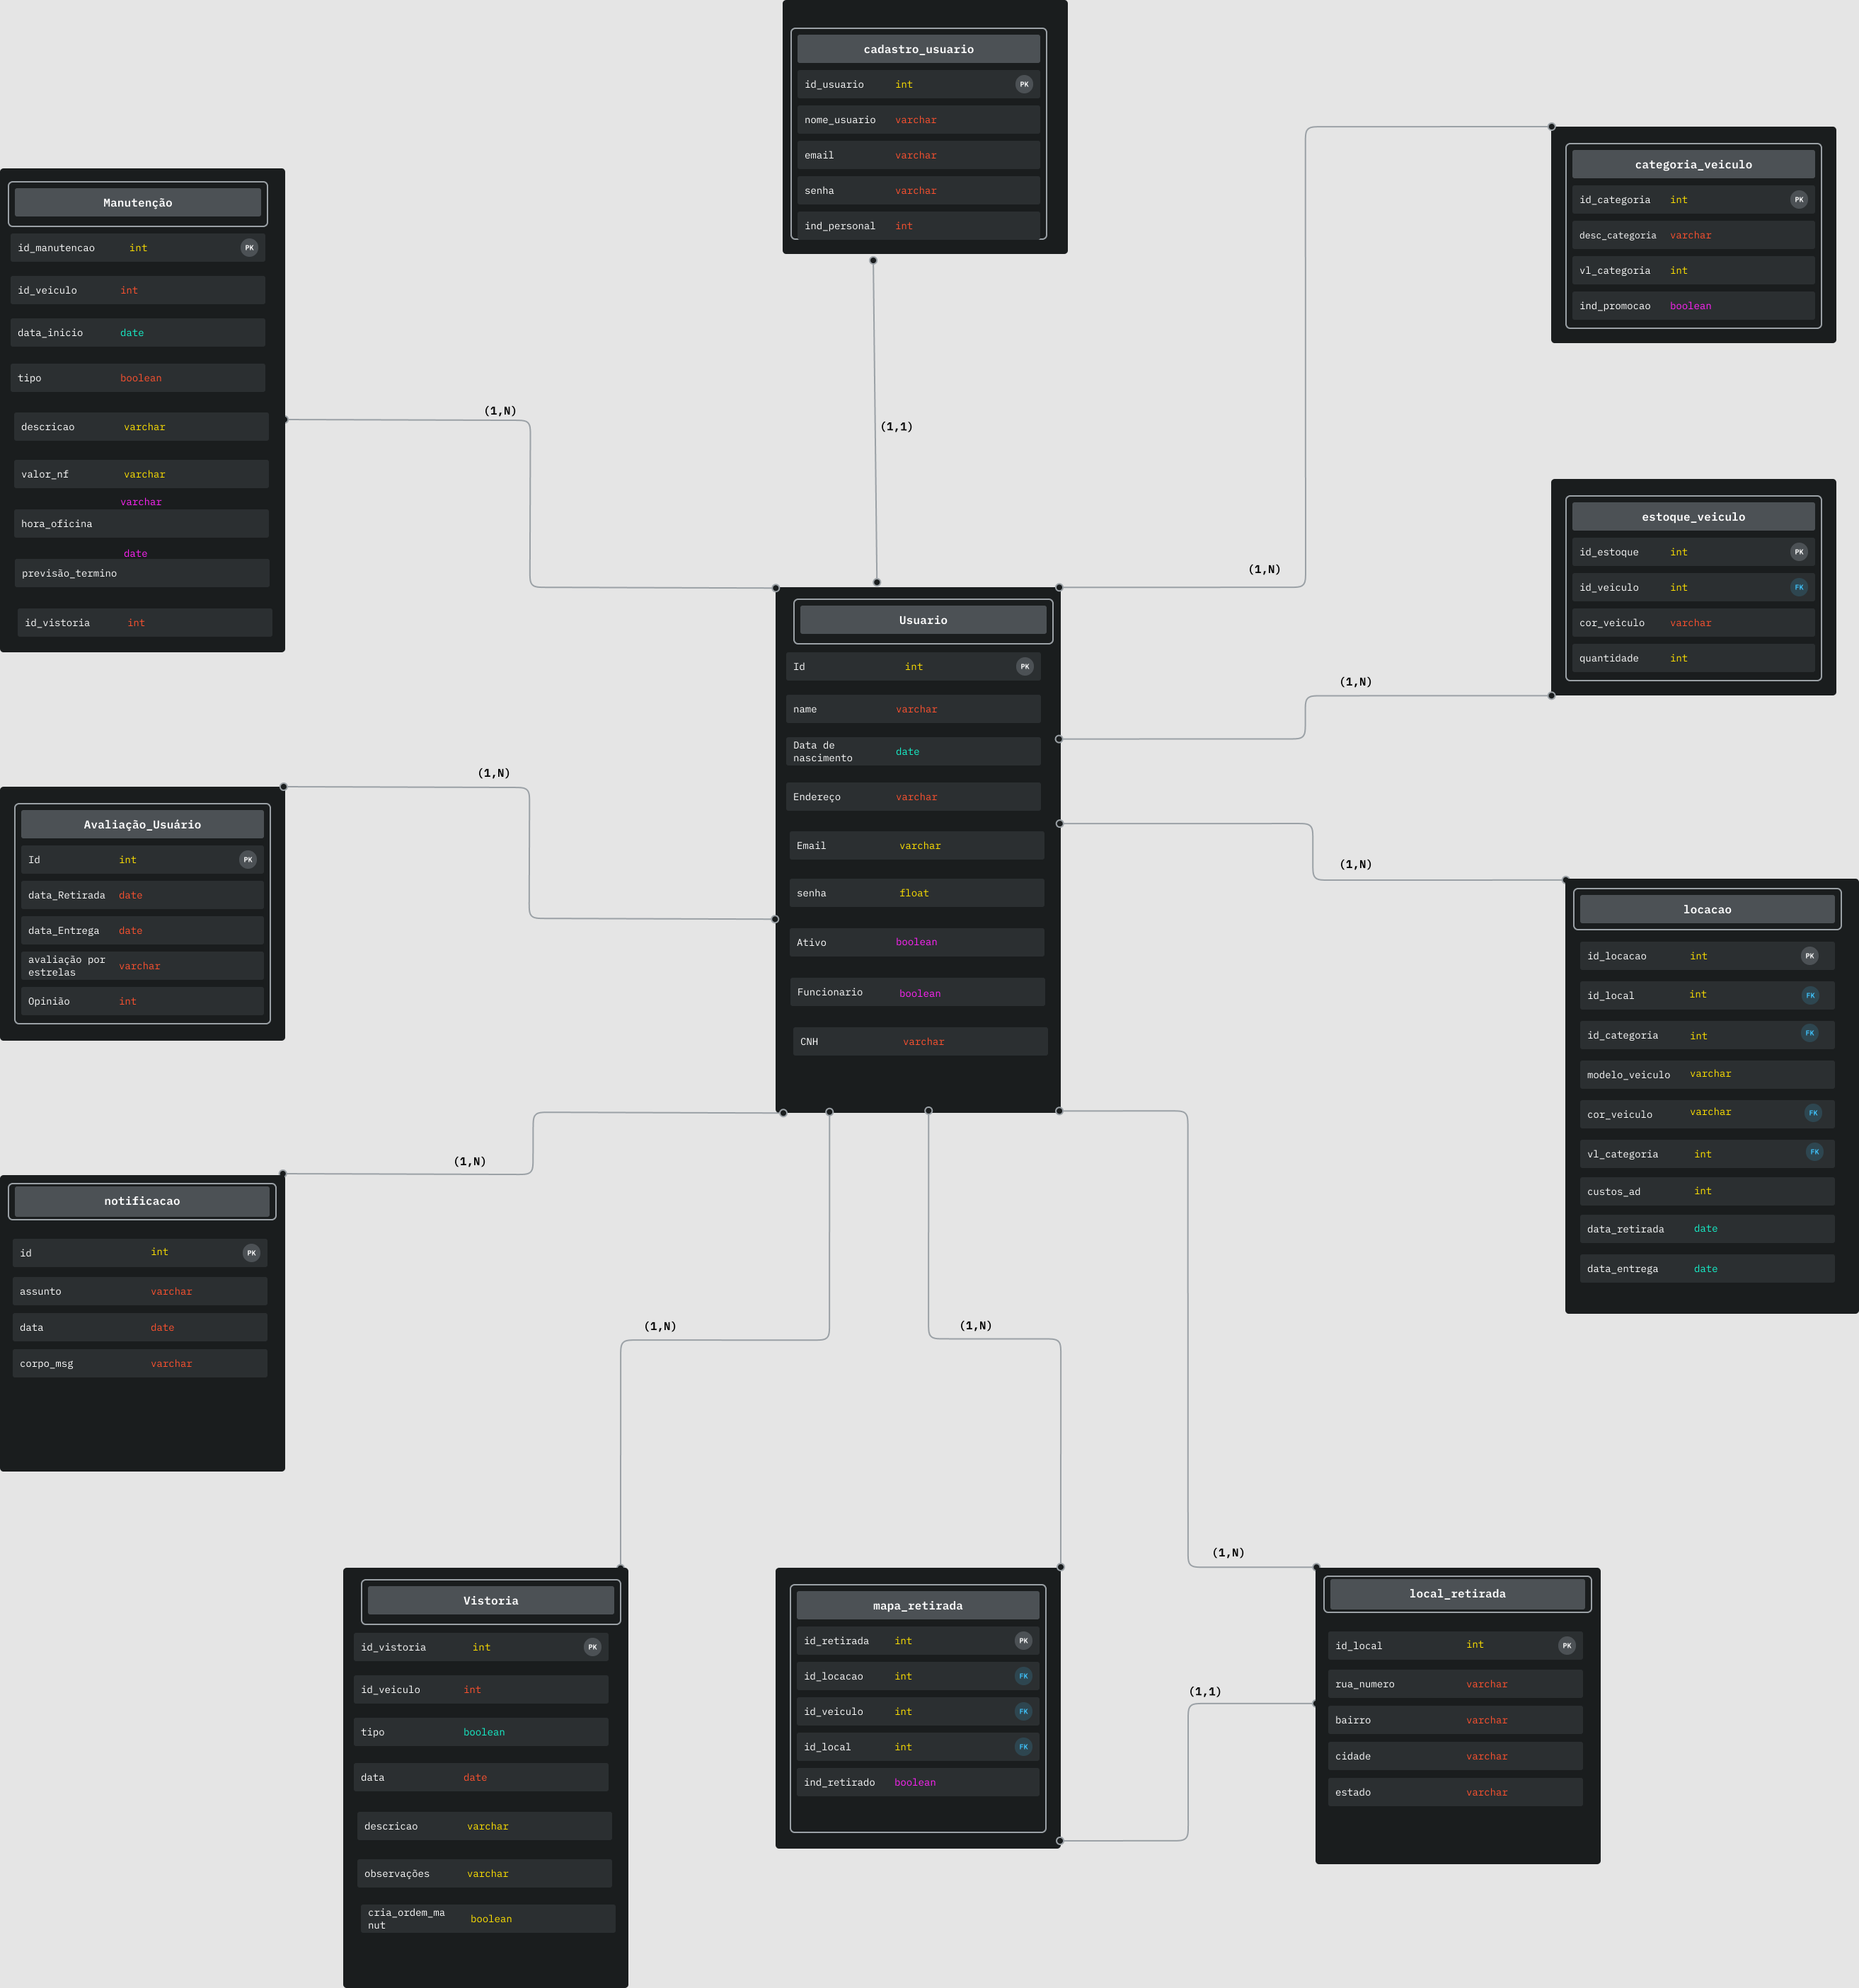 cadastro_usuario
id_usuario int PK
nome_usuario varchar
email varchar
senha varchar
ind_personal int
categoria_veiculo
id_categoria int PK
desc_categoria varchar
vl_categoria int
ind_promocao boolean
Manutenção
id_manutencao int PK
id_veiculo int
data_inicio date
tipo boolean
descricao varchar
valor_nf varchar
varchar
hora_oficina
date
previsão_termino
id_vistoria int
(1,N)
(1,1)
(1,N)
estoque_veiculo
id_estoque int PK
id_veiculo int FK
cor_veiculo varchar
quantidade int
(1,N)
Usuario
Id int PK
name varchar
Data de
nascimento date
Endereço varchar
Email varchar
senha float
Ativo boolean
Funcionario boolean
CNH varchar
(1,N)
Avaliação_Usuário
Id int PK
data_Retirada date
data_Entrega date
avaliação por
estrelas varchar
Opinião int
(1,N)
locacao
id_locacao int PK
id_local int FK
id_categoria int FK
modelo_veiculo varchar
cor_veiculo varchar FK
vl_categoria int FK
custos_ad int
data_retirada date
data_entrega date
(1,N)
notificacao
id int PK
assunto varchar
data date
corpo_msg varchar
(1,N)
(1,N)
(1,N)
Vistoria
id_vistoria int PK
id_veiculo int
tipo boolean
data date
descricao varchar
observações varchar
cria_ordem_ma
nut boolean
mapa_retirada
id_retirada int PK
id_locacao int FK
id_veiculo int FK
id_local int FK
ind_retirado boolean
(1,1)
local_retirada
id_local int PK
rua_numero varchar
bairro varchar
cidade varchar
estado varchar